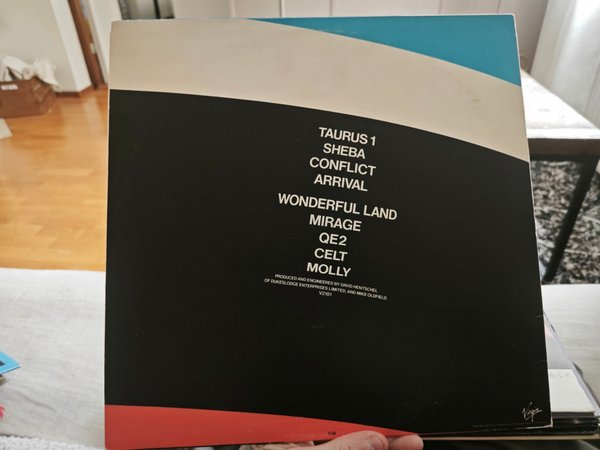 TAURUS 1
SHEBA
CONFLICT
ARRIVAL
WONDERFUL LAND
MIRAGE
QE2
CELT
MOLLY
PRODUCED AND ENGINEERED BY DAVID HENTSCHEL
OF DUKESLODGE ENTERPRISES LIMITED. AND MIKE OLDFIELD
V2181
Virgin